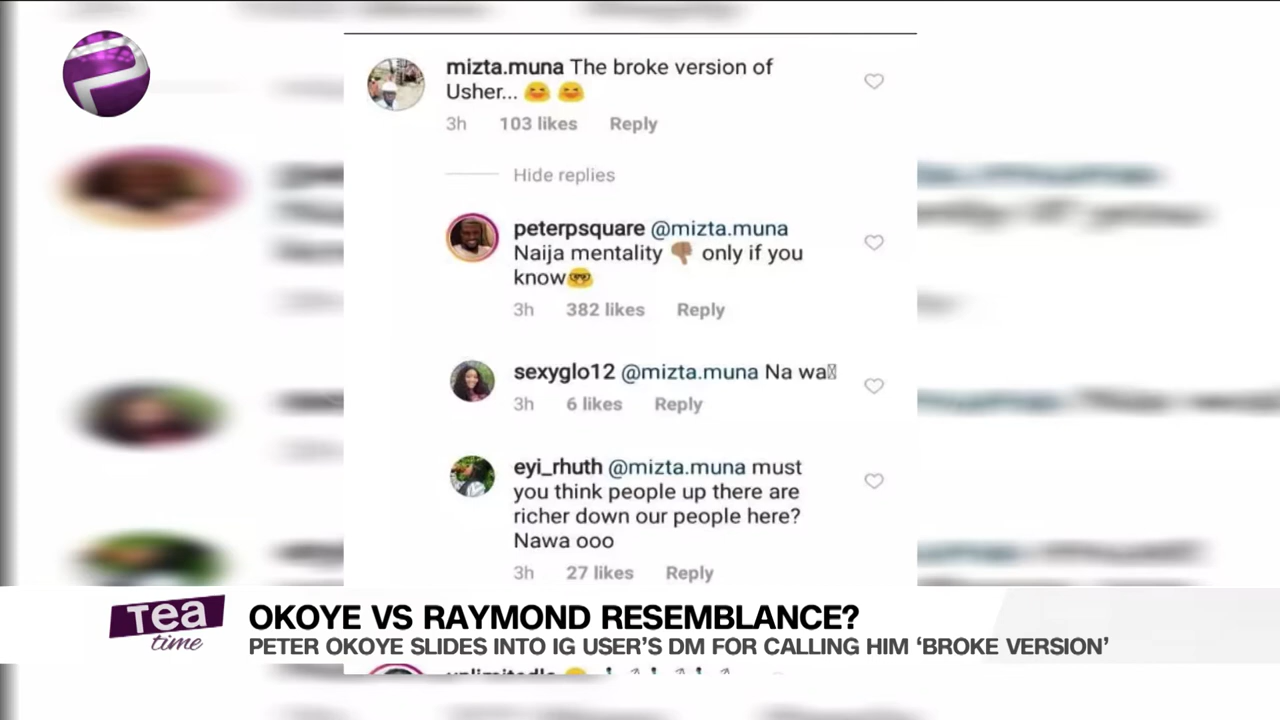 mizta.muna The broke version of
Usher... 😆 😆
3h 103 likes Reply
Hide replies
peterpsquare @mizta.muna
Naijа mentality 👎🏽 only if you
know🤓
3h 382 likes Reply
sexyglo12 @mizta.muna Na wa
3h 6 likes Reply
eyi_rhuth @mizta.muna must
you think people up there are
richer down our people here?
Nawa ooo
3h 27 likes Reply
Tea
time
OKOYE VS RAYMOND RESEMBLANCE?
PETER OKOYE SLIDES INTO IG USER'S DM FOR CALLING HIM ‘BROKE VERSION’